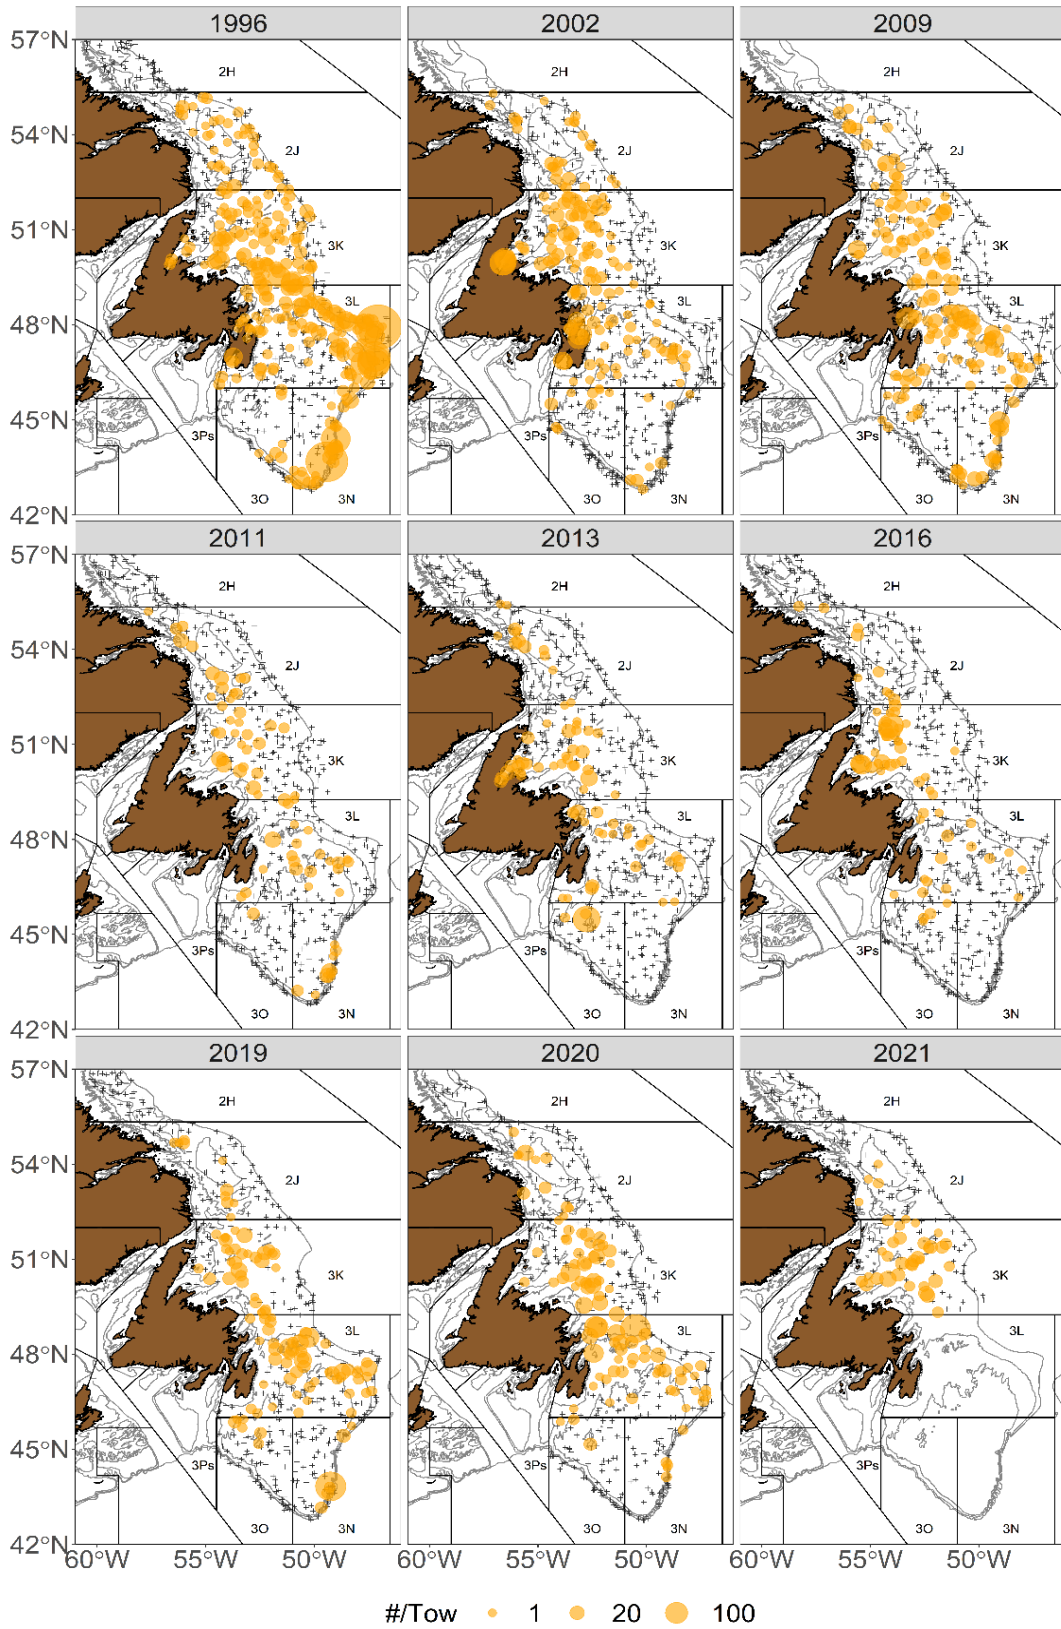 1996 2002 2009
57°N 2H 2H 2H
54°N 2J 2J 2J
51°N 3K 3K 3K
3L 3L 3L
48°N
45°N
3Ps 3Ps 3Ps
42°N 3O 3N 3O 3N 3O 3N
2011 2013 2016
57°N 2H 2H 2H
54°N 2J 2J 2J
51°N 3K 3K 3K
3L 3L 3L
48°N
45°N
3Ps 3Ps 3Ps
42°N 3O 3N 3O 3N 3O 3N
2019 2020 2021
57°N 2H 2H 2H
54°N 2J 2J 2J
51°N 3K 3K 3K
3L 3L 3L
48°N
45°N
3Ps 3Ps 3Ps
3O 3N 3O 3N 3O 3N
42°N
60°W 55°W 50°W 60°W 55°W 50°W 60°W 55°W 50°W
#/Tow 1 20 100